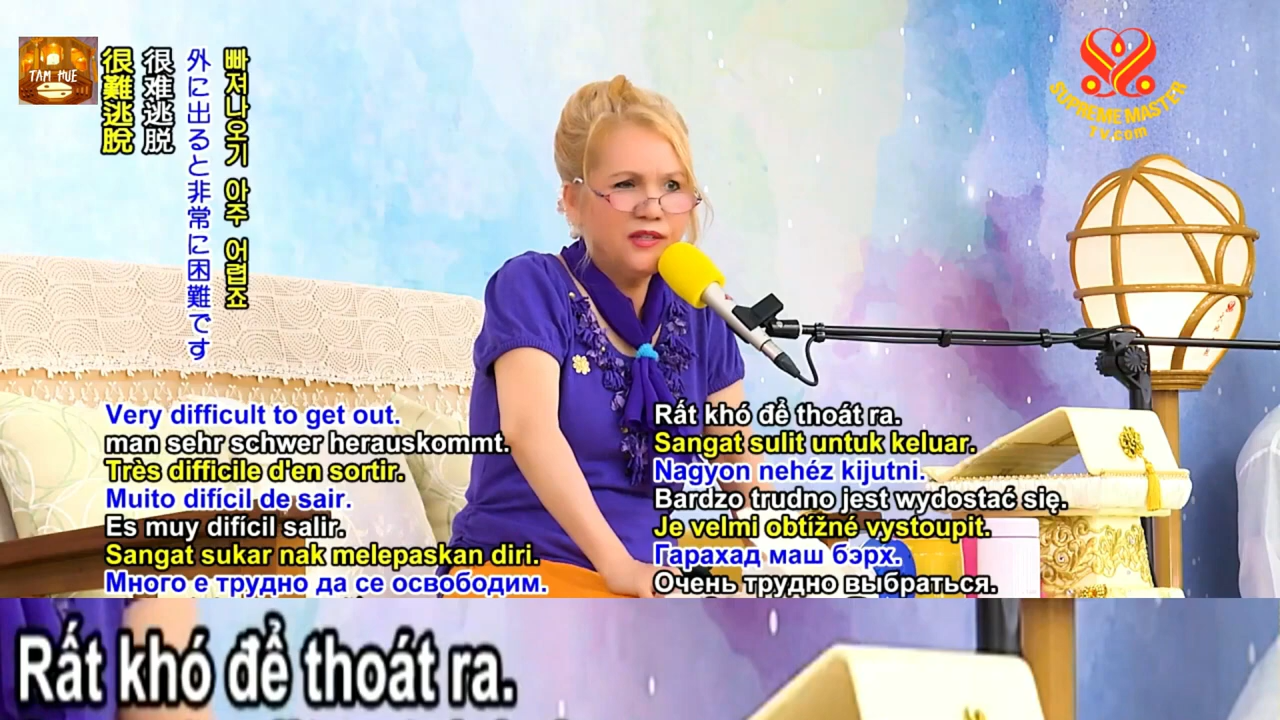 TAM HUE
很難逃脫
很难逃脱
外に出ると非常に困難です
빠져나오기 아주 어렵죠
SUPREME MASTER
TV.com
Very difficult to get out.
man sehr schwer herauskommt.
Très difficile d'en sortir.
Muito difícil de sair.
Es muy difícil salir.
Sangat sukar nak melepaskan diri.
Много е трудно да се освободим.
Rất khó để thoát ra.
Sangat sulit untuk keluar.
Nagyon nehéz kijutni.
Bardzo trudno jest wydostać się.
Je velmi obtížné vystoupit.
Гарахад маш бэрх.
Очень трудно выбраться.
Rất khó để thoát ra.